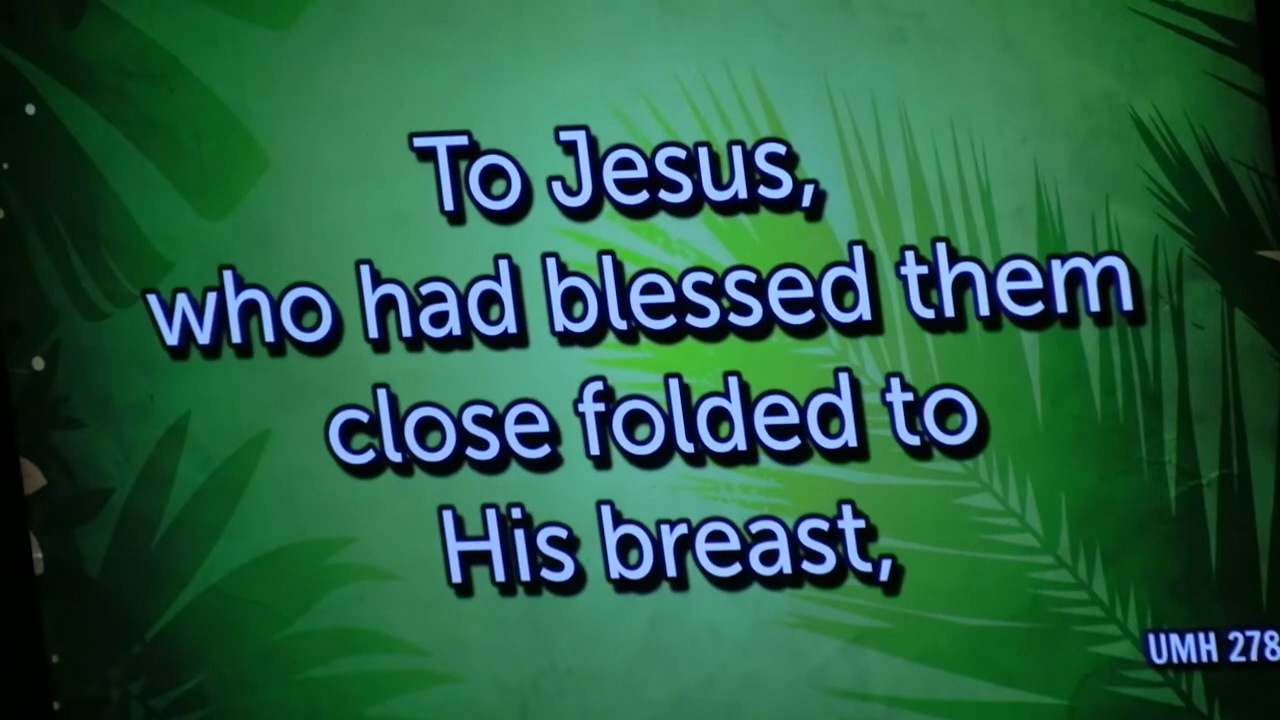 To Jesus,
who had blessed them
close folded to
His breast,
UMH 278